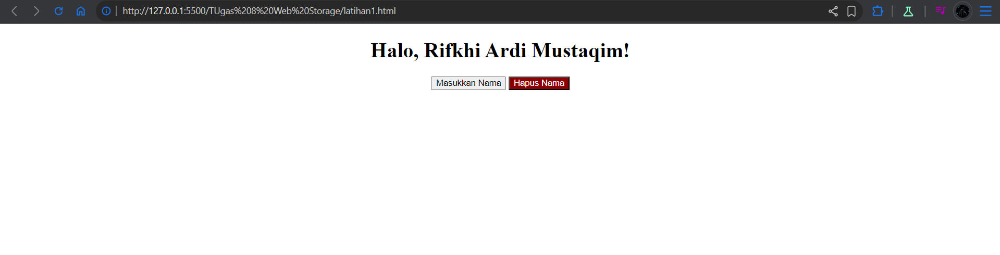 http://127.0.0.1:5500/TUgas%208%20Web%20Storage/latihan1.html
Halo, Rifkhi Ardi Mustaqim!
Masukkan Nama Hapus Nama